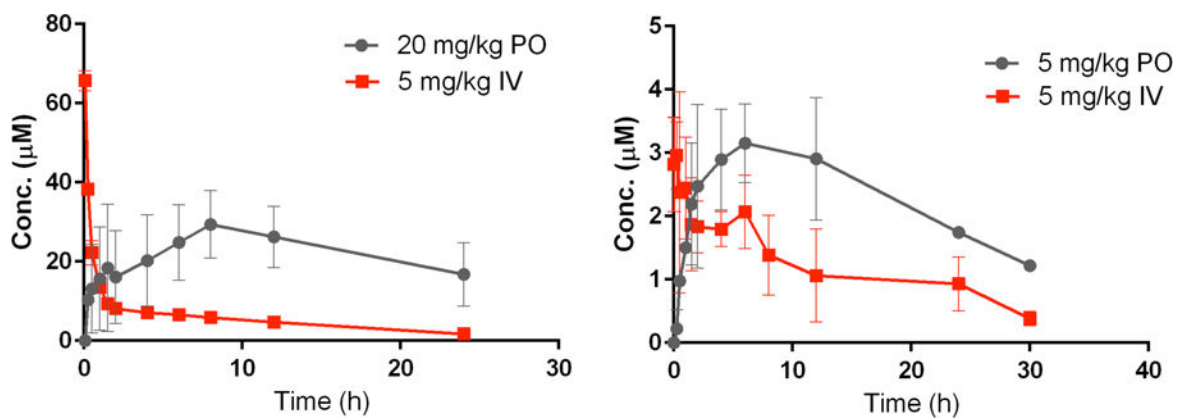 80
60
40
20
0
Conc. (μM)
20 mg/kg PO
5 mg/kg IV
0 10 20 30
Time (h)
5
4
3
2
1
0
Conc. (μM)
5 mg/kg PO
5 mg/kg IV
0 10 20 30 40
Time (h)